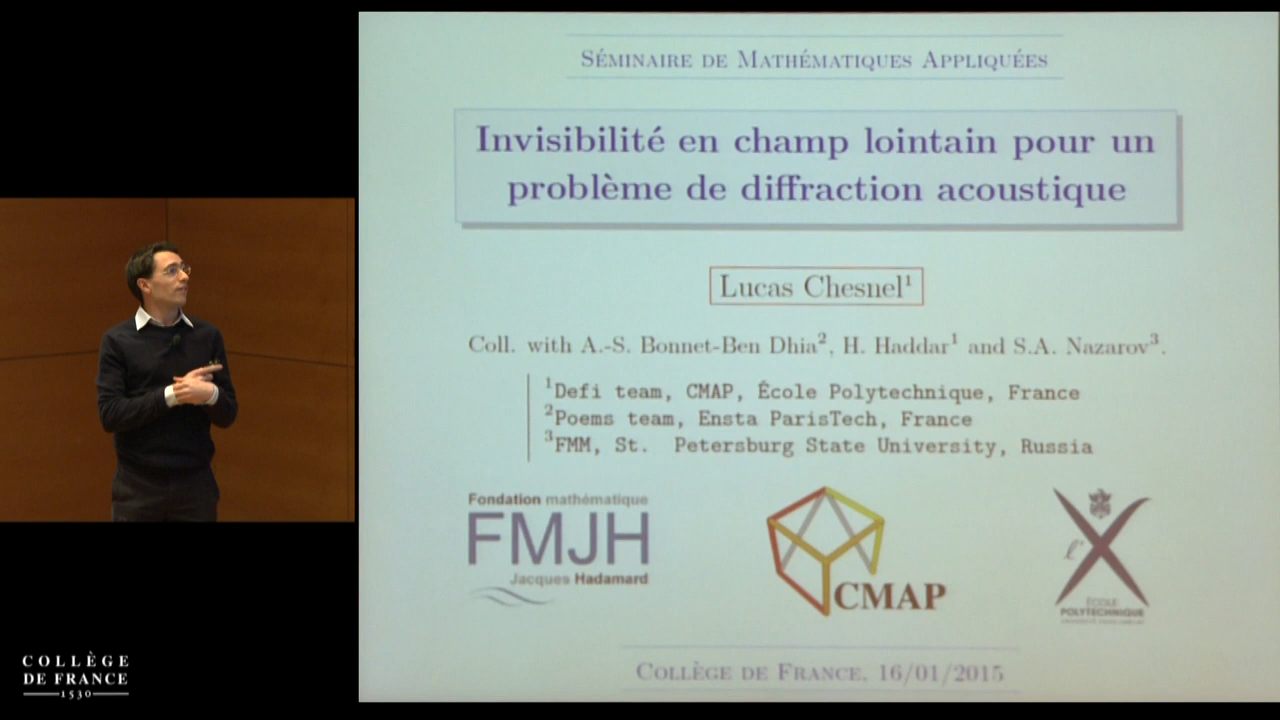 SÉMINAIRE DE MATHÉMATIQUES APPLIQUÉES
Invisibilité en champ lointain pour un
problème de diffraction acoustique
Lucas Chesnel¹
Coll. with A.-S. Bonnet-Ben Dhia², H. Haddar¹ and S.A. Nazarov³.
¹Defi team, CMAP, École Polytechnique, France
²Poems team, Ensta ParisTech, France
³FMM, St. Petersburg State University, Russia
Fondation mathématique
FMJH
Jacques Hadamard
CMAP
ÉCOLE
POLYTECHNIQUE
COLLÈGE DE FRANCE, 16/01/2015
COLLÈGE
DE FRANCE
1530